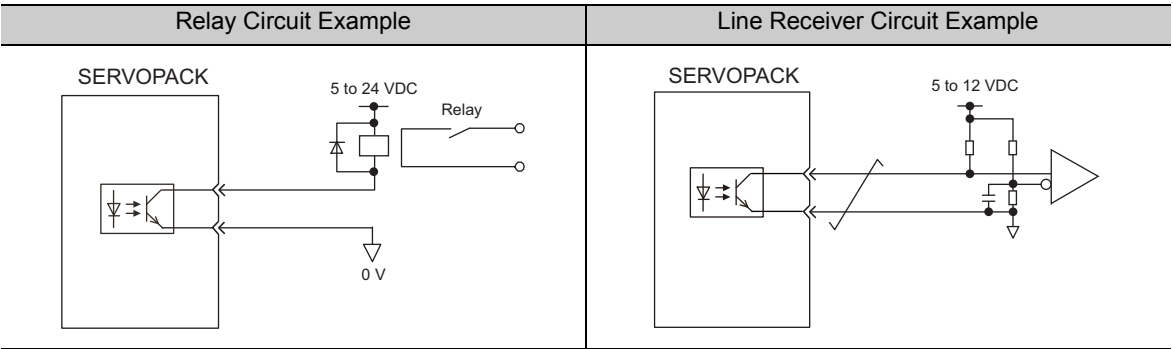 Relay Circuit Example
Line Receiver Circuit Example
SERVOPACK
5 to 24 VDC
Relay
0 V
SERVOPACK
5 to 12 VDC